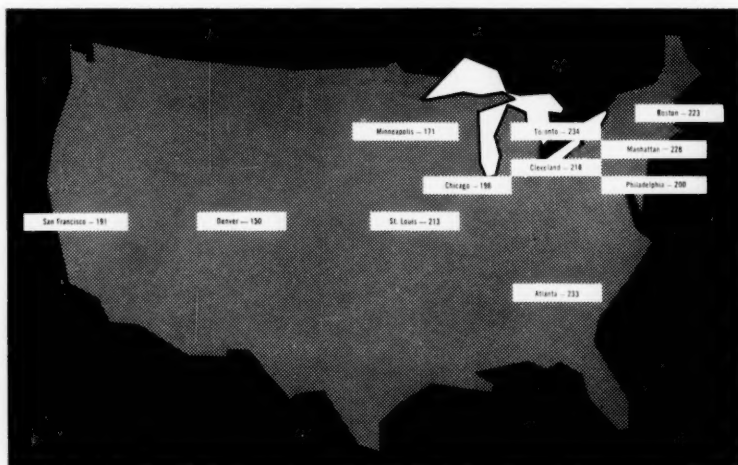 Boston — 223
Minneapolis — 171
Toronto — 234
Manhattan — 226
Cleveland — 218
Chicago — 196
Philadelphia — 200
San Francisco — 191
Denver — 150
St. Louis — 213
Atlanta — 233